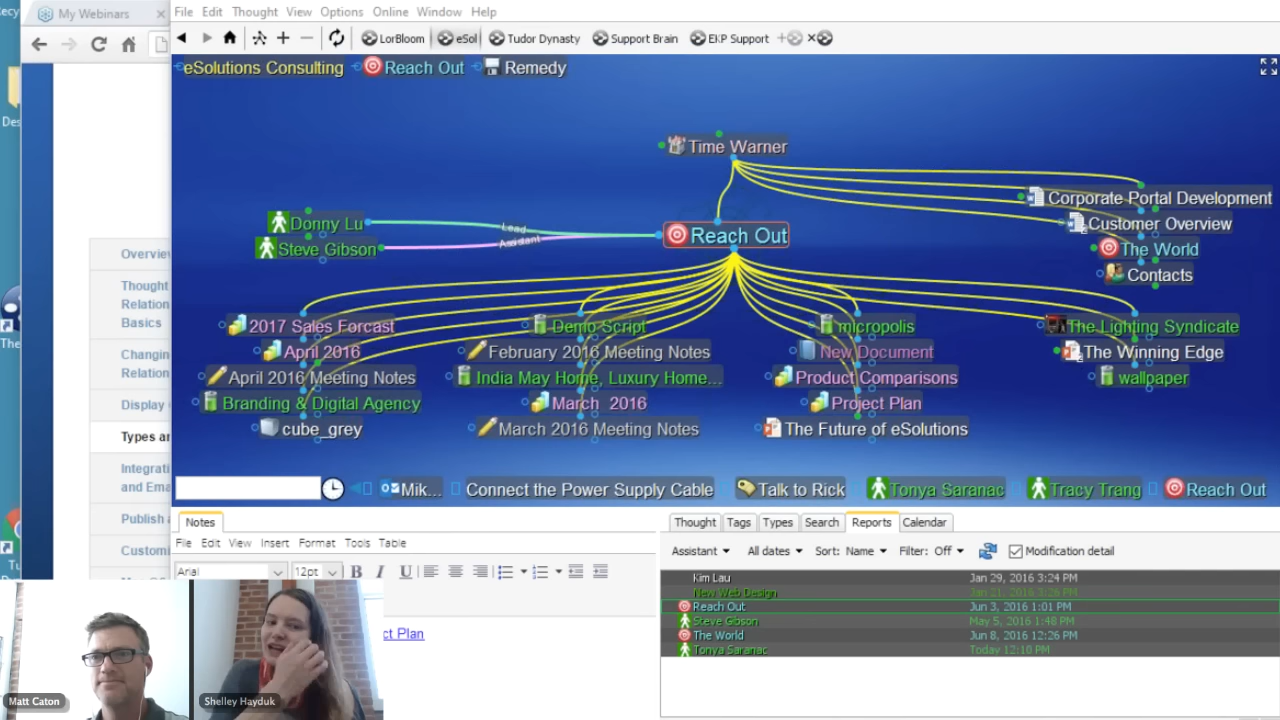 My Webinars
File Edit Thought View Options Online Window Help
LorBloom eSol Tudor Dynasty Support Brain EKP Support
eSolutions Consulting Reach Out Remedy
Time Warner
Corporate Portal Development
Customer Overview
The World
Contacts
Donny Lu
Steve Gibson
Lead
Assistant
Reach Out
2017 Sales Forcast
April 2016
April 2016 Meeting Notes
Branding & Digital Agency
cube_grey
Demo Script
February 2016 Meeting Notes
India May Home, Luxury Home...
March 2016
March 2016 Meeting Notes
micropolis
New Document
Product Comparisons
Project Plan
The Future of eSolutions
The Lighting Syndicate
The Winning Edge
wallpaper
Mik... Connect the Power Supply Cable Talk to Rick Tonya Saranac Tracy Trang Reach Out
Overvie
Thought
Relation
Basics
Changin
Relation
Display
Types a
Integrati
and Ema
Publish a
Customi
Notes
File Edit View Insert Format Tools Table
Arial 12pt B I U
ct Plan
Thought Tags Types Search Reports Calendar
Assistant All dates Sort: Name Filter: Off Modification detail
Kim Lau Jan 29, 2016 3:24 PM
New Web Design Jan 21, 2016 3:26 PM
Reach Out Jun 3, 2016 1:01 PM
Steve Gibson May 5, 2016 1:48 PM
The World Jun 8, 2016 12:26 PM
Tonya Saranac Today 12:10 PM
Matt Caton
Shelley Hayduk